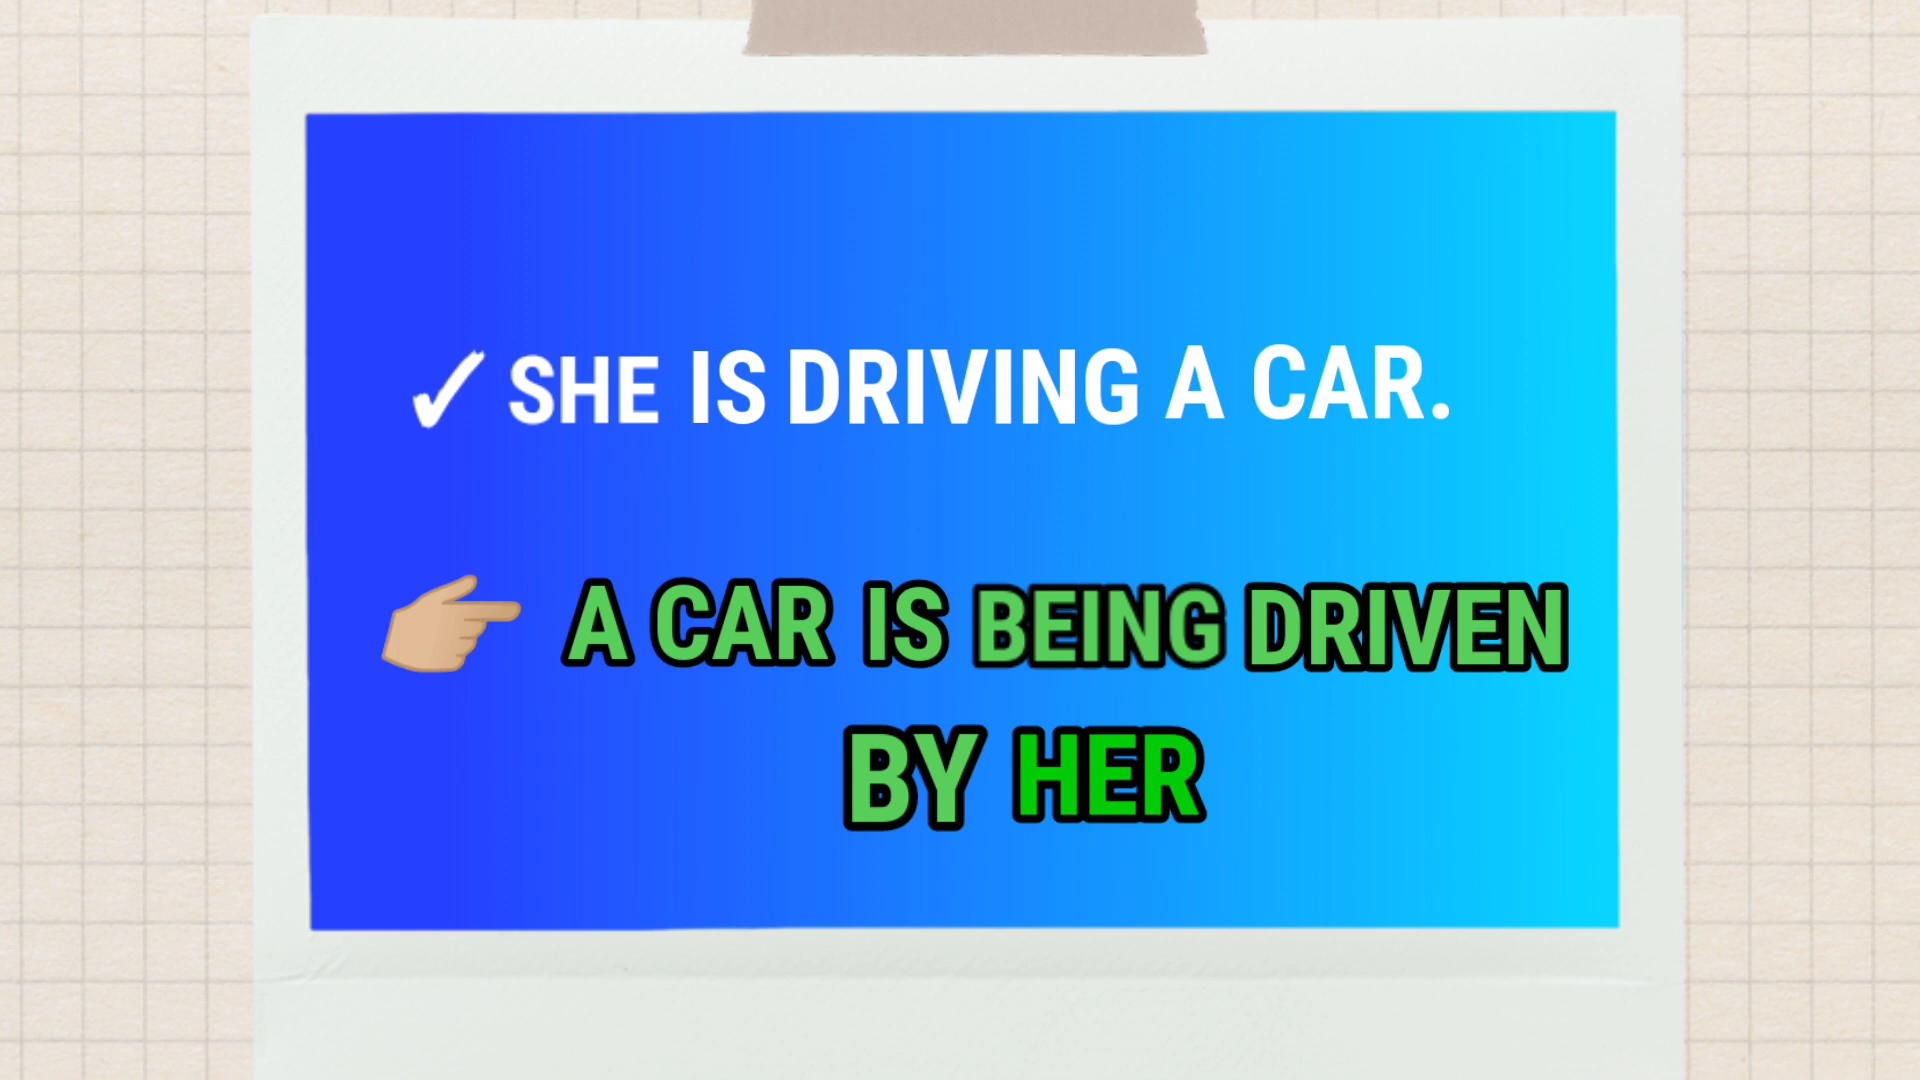 ✓ SHE IS DRIVING A CAR.
👉 A CAR IS BEING DRIVEN
BY HER